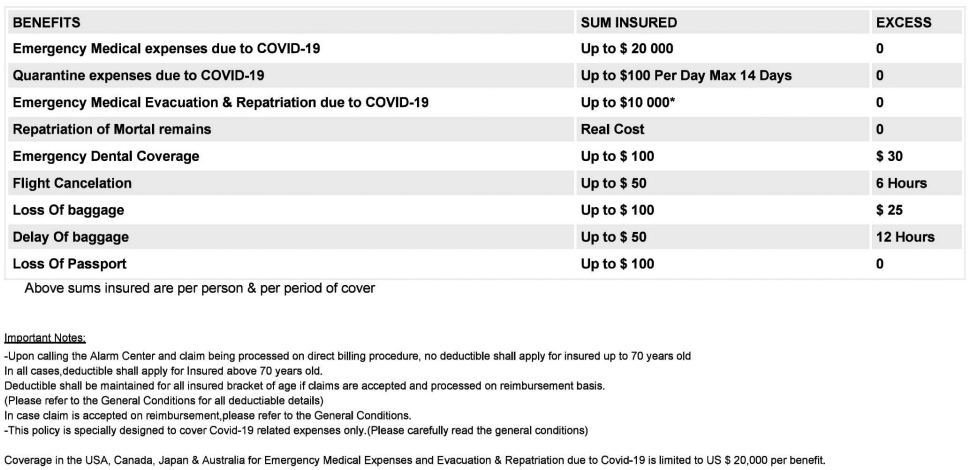 BENEFITS SUM INSURED EXCESS
Emergency Medical expenses due to COVID-19 Up to $ 20 000 0
Quarantine expenses due to COVID-19 Up to $100 Per Day Max 14 Days 0
Emergency Medical Evacuation & Repatriation due to COVID-19 Up to $10 000* 0
Repatriation of Mortal remains Real Cost 0
Emergency Dental Coverage Up to $ 100 $ 30
Flight Cancelation Up to $ 50 6 Hours
Loss Of baggage Up to $ 100 $ 25
Delay Of baggage Up to $ 50 12 Hours
Loss Of Passport Up to $ 100 0
Above sums insured are per person & per period of cover
Important Notes:
-Upon calling the Alarm Center and claim being processed on direct billing procedure, no deductible shall apply for insured up to 70 years old
In all cases,deductible shall apply for Insured above 70 years old.
Deductible shall be maintained for all insured bracket of age if claims are accepted and processed on reimbursement basis.
(Please refer to the General Conditions for all deductiable details)
In case claim is accepted on reimbursement,please refer to the General Conditions.
-This policy is specially designed to cover Covid-19 related expenses only.(Please carefully read the general conditions)
Coverage in the USA, Canada, Japan & Australia for Emergency Medical Expenses and Evacuation & Repatriation due to Covid-19 is limited to US $ 20,000 per benefit.